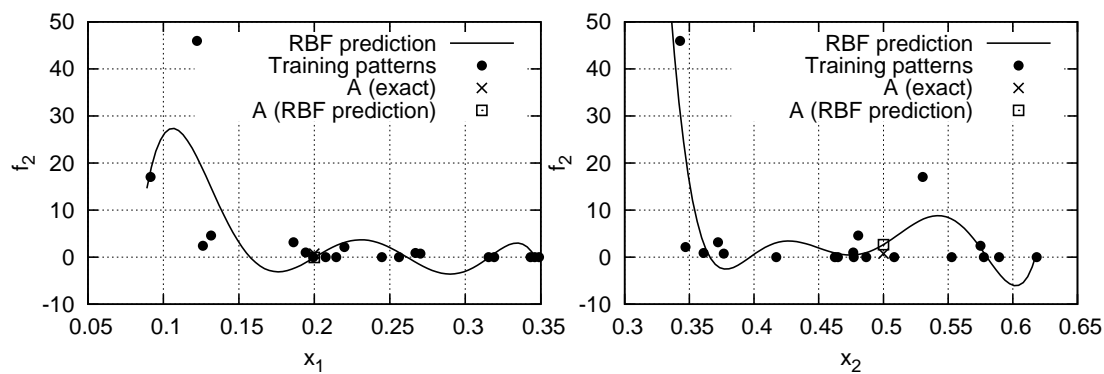 50
40
30
20
10
0
-10
f2
RBF prediction
Training patterns
A (exact)
A (RBF prediction)
0.05
0.1
0.15
0.2
0.25
0.3
0.35
x1
50
40
30
20
10
0
-10
f2
RBF prediction
Training patterns
A (exact)
A (RBF prediction)
0.3
0.35
0.4
0.45
0.5
0.55
0.6
0.65
x2